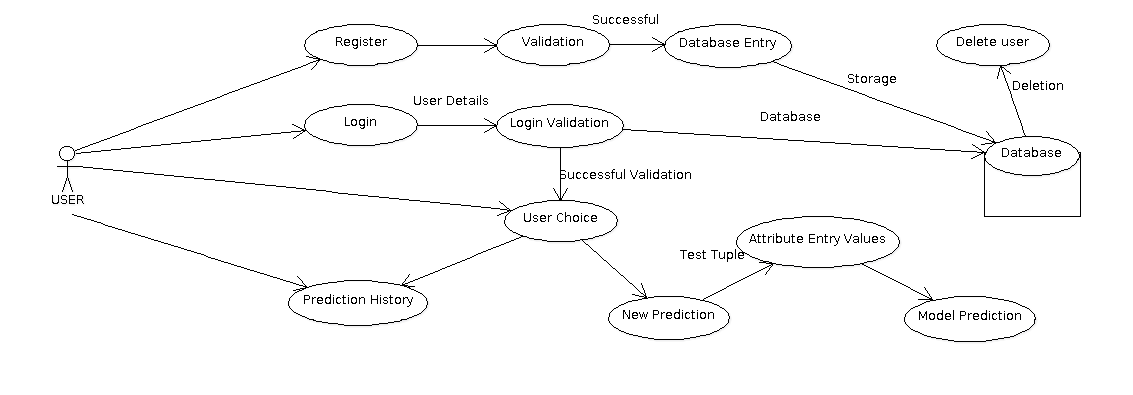 Successful
Register
Validation
Database Entry
Delete user
Storage
Deletion
User Details
Login
Login Validation
Database
Database
Successful Validation
USER
User Choice
Attribute Entry Values
Test Tuple
Prediction History
New Prediction
Model Prediction